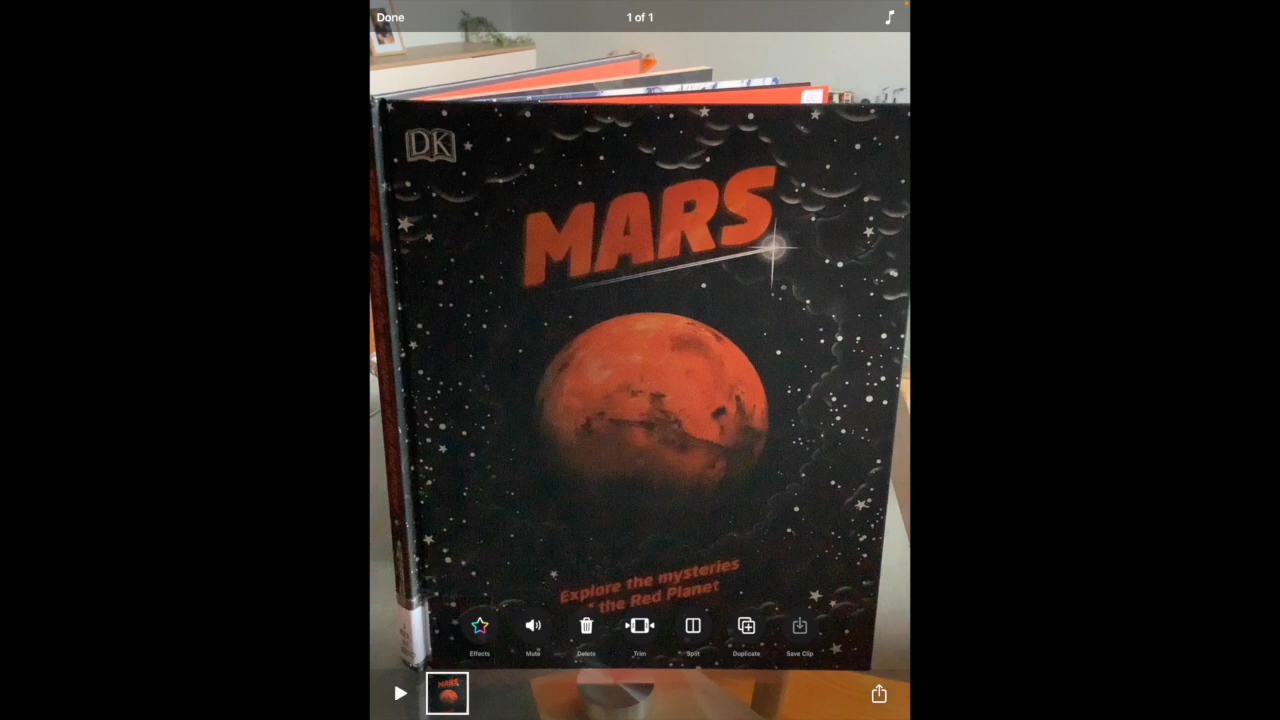 Done
1 of 1
DK
MARS
Explore the mysteries
the Red Planet
Effects
Mute
Delete
Trim
Split
Duplicate
Save Clip
MARS